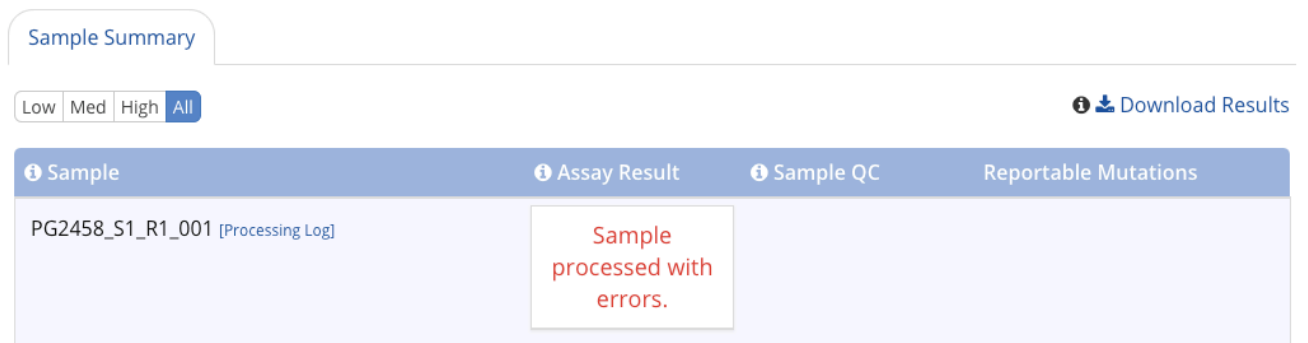 Sample Summary
Low Med High All
Download Results
Sample Assay Result Sample QC Reportable Mutations
PG2458_S1_R1_001 [Processing Log]
Sample
processed with
errors.